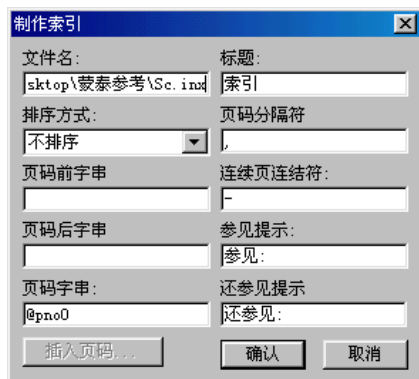 制作索引
文件名:
标题:
sktop\蒙泰参考\Sc.inx
索引
排序方式:
页码分隔符
不排序
,
页码前字串
连续页连结符:
-
页码后字串
参见提示:
参见:
页码字串:
还参见提示
@pno0
还参见:
插入页码...
确认
取消